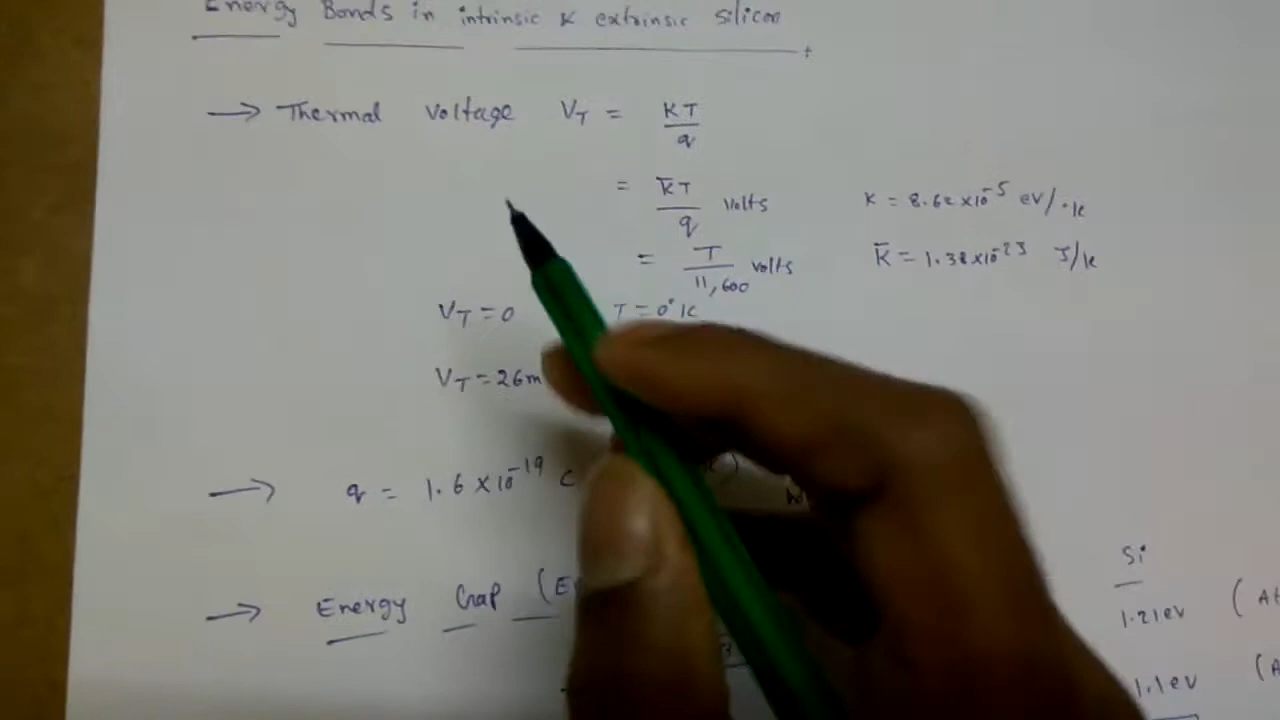 Energy Bonds in intrinsic & extrinsic silicon
→ Thermal Voltage V_T = KT/q
= K̄T/q volts K = 8.62×10⁻⁵ eV/°K
= T/11,600 volts K̄ = 1.38×10⁻²³ J/K
V_T = 0 T = 0°K
V_T = 26m
→ q = 1.6×10⁻¹⁹ C
Si
→ Energy Gap (E
1.21eV (At
1.1eV (A